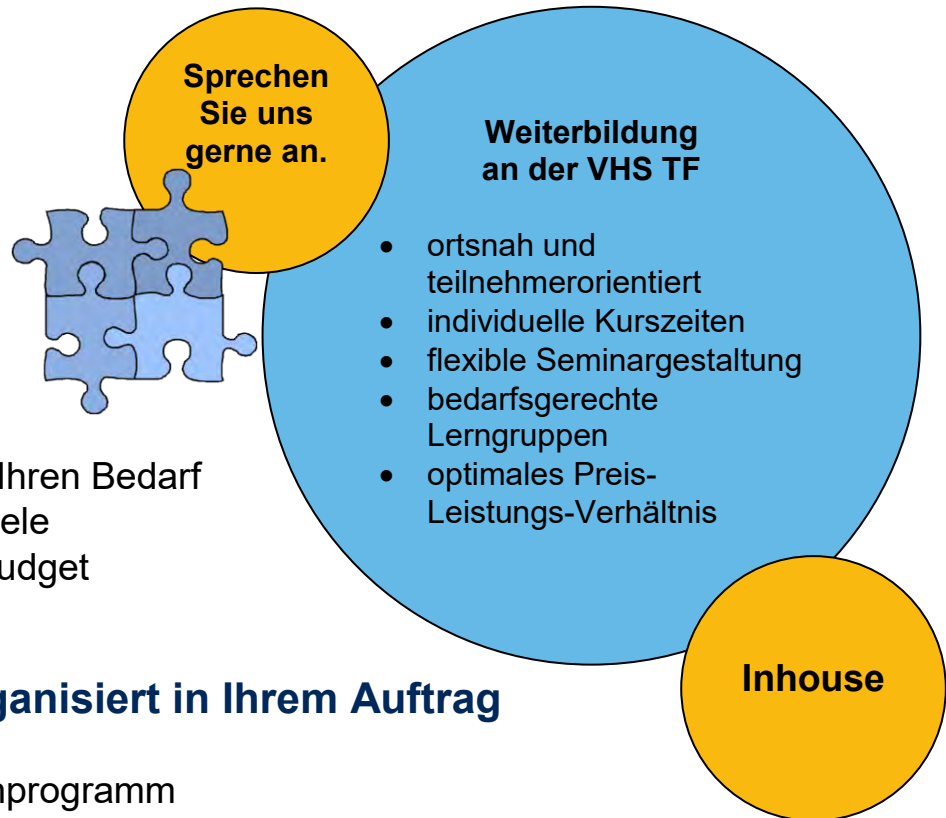 Sprechen
Sie uns
gerne an.
Weiterbildung
an der VHS TF
• ortsnah und
teilnehmerorientiert
• individuelle Kurszeiten
• flexible Seminargestaltung
• bedarfsgerechte
Lerngruppen
• optimales Preis-
Leistungs-Verhältnis
Ihren Bedarf
ele
udget
Inhouse
ganisiert in Ihrem Auftrag
nprogramm